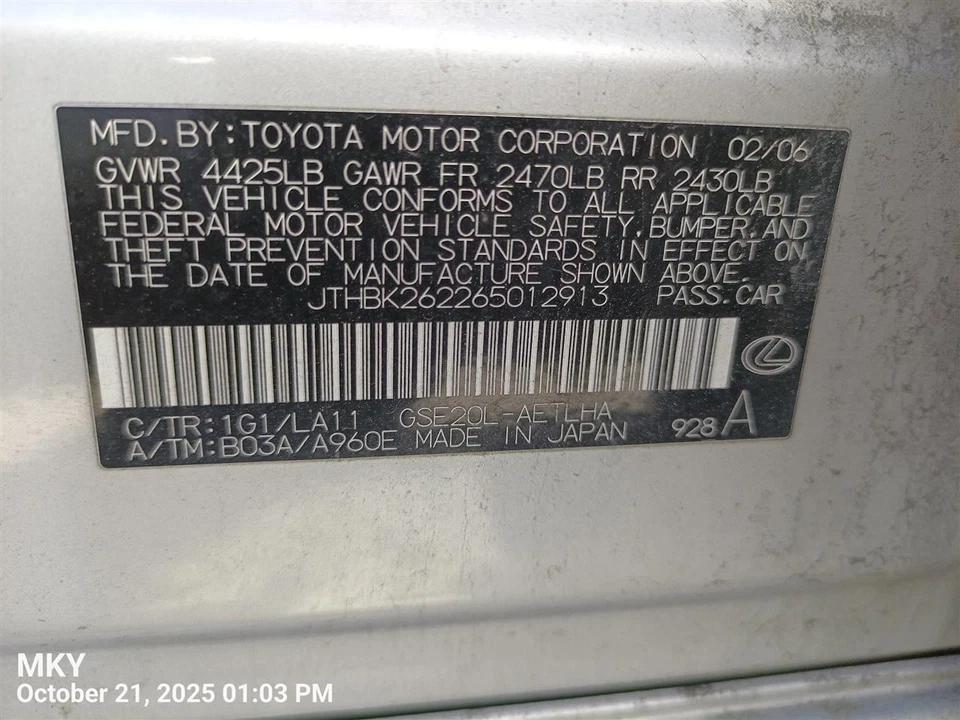 MFD. BY: TOYOTA MOTOR CORPORATION 02/06
GVWR 4425LB GAWR FR 2470LB RR 2430LB
THIS VEHICLE CONFORMS TO ALL APPLICABLE
FEDERAL MOTOR VEHICLE SAFETY, BUMPER, AND
THEFT PREVENTION STANDARDS IN EFFECT ON
THE DATE OF MANUFACTURE SHOWN ABOVE.
JTHBK262265012913 PASS. CAR
C/TR: 1G1/LA11 GSE20L-AETLHA
A/TM: B03A/A960E MADE IN JAPAN 928 A
MKY
October 21, 2025 01:03 PM